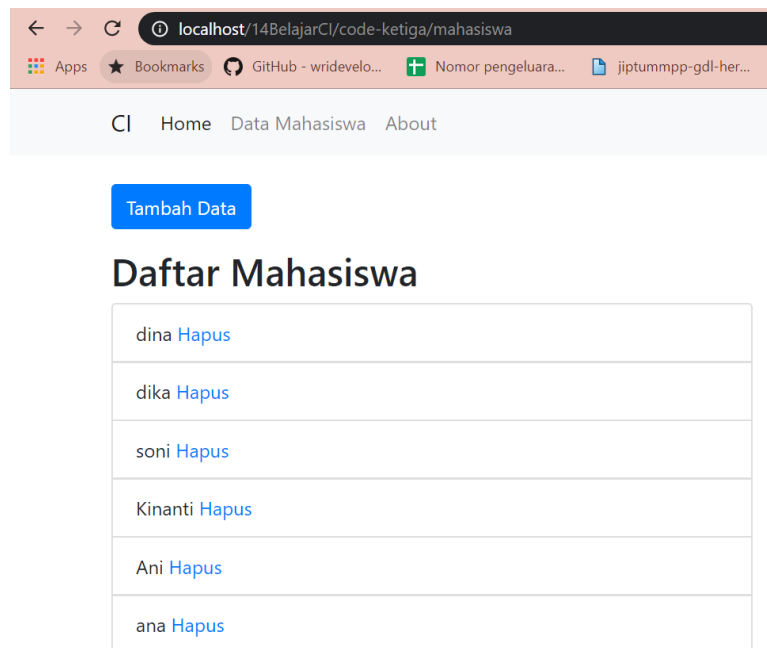 localhost/14BelajarCI/code-ketiga/mahasiswa
Apps Bookmarks GitHub - wridevelo... Nomor pengeluara... jiptummpp-gdl-her...
CI Home Data Mahasiswa About
Tambah Data
Daftar Mahasiswa
dina Hapus
dika Hapus
soni Hapus
Kinanti Hapus
Ani Hapus
ana Hapus